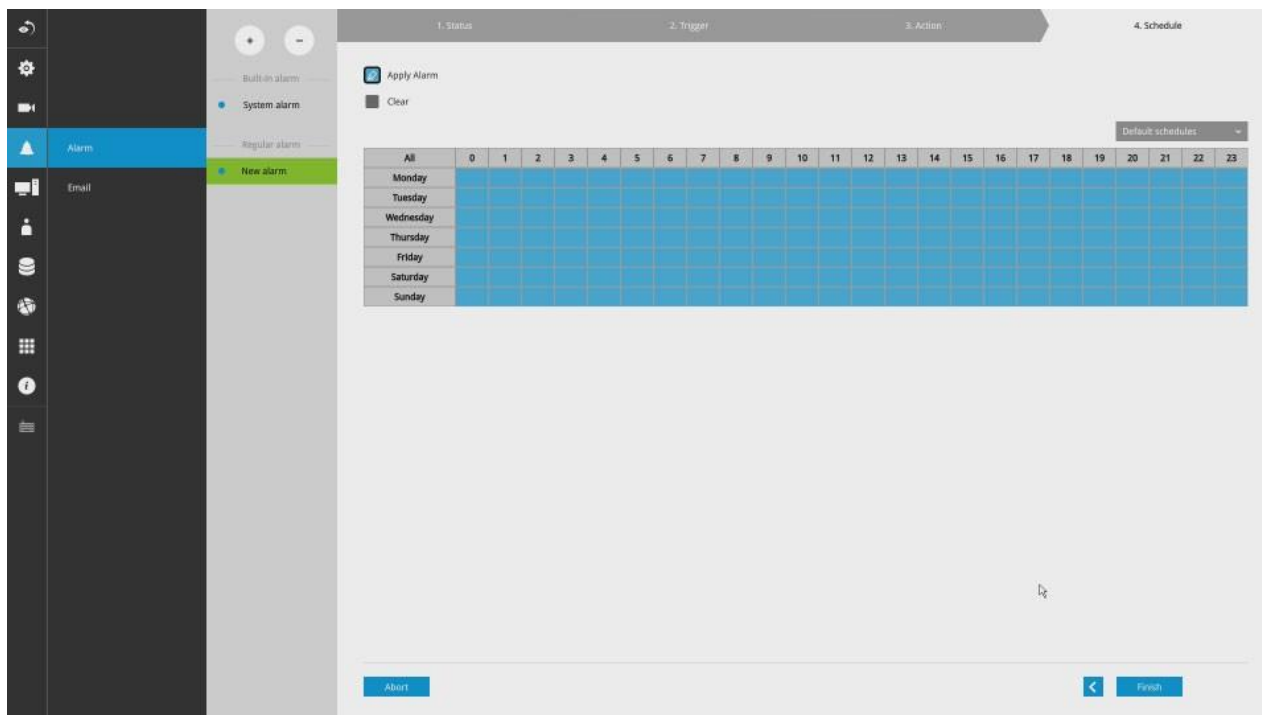 1. Status
2. Trigger
3. Action
4. Schedule
+
-
Built-in alarm
System alarm
Regular alarm
New alarm
Alarm
Email
Apply Alarm
Clear
Default schedules
All 0 1 2 3 4 5 6 7 8 9 10 11 12 13 14 15 16 17 18 19 20 21 22 23
Monday
Tuesday
Wednesday
Thursday
Friday
Saturday
Sunday
Abort
Finish